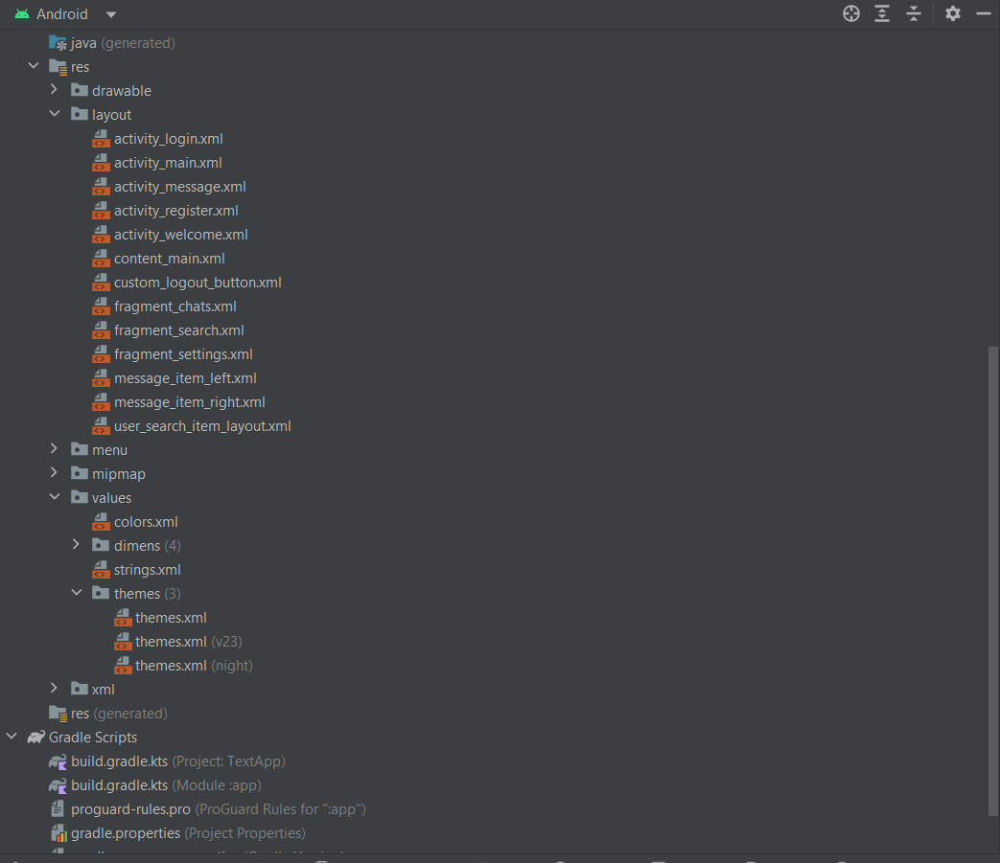 Android
java (generated)
res
drawable
layout
activity_login.xml
activity_main.xml
activity_message.xml
activity_register.xml
activity_welcome.xml
content_main.xml
custom_logout_button.xml
fragment_chats.xml
fragment_search.xml
fragment_settings.xml
message_item_left.xml
message_item_right.xml
user_search_item_layout.xml
menu
mipmap
values
colors.xml
dimens (4)
strings.xml
themes (3)
themes.xml
themes.xml (v23)
themes.xml (night)
xml
res (generated)
Gradle Scripts
build.gradle.kts (Project: TextApp)
build.gradle.kts (Module :app)
proguard-rules.pro (ProGuard Rules for ":app")
gradle.properties (Project Properties)